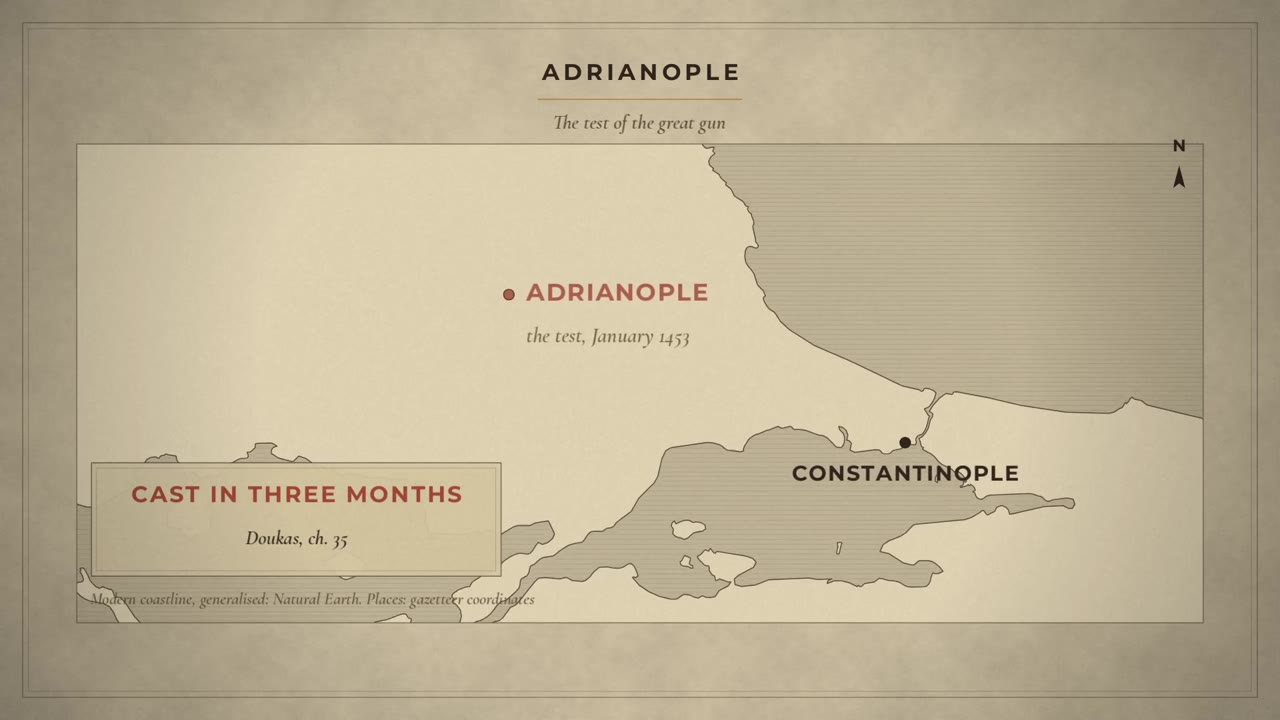 ADRIANOPLE
The test of the great gun
N
ADRIANOPLE
the test, January 1453
CONSTANTINOPLE
CAST IN THREE MONTHS
Doukas, ch. 35
Modern coastline, generalised: Natural Earth. Places: gazetteer coordinates